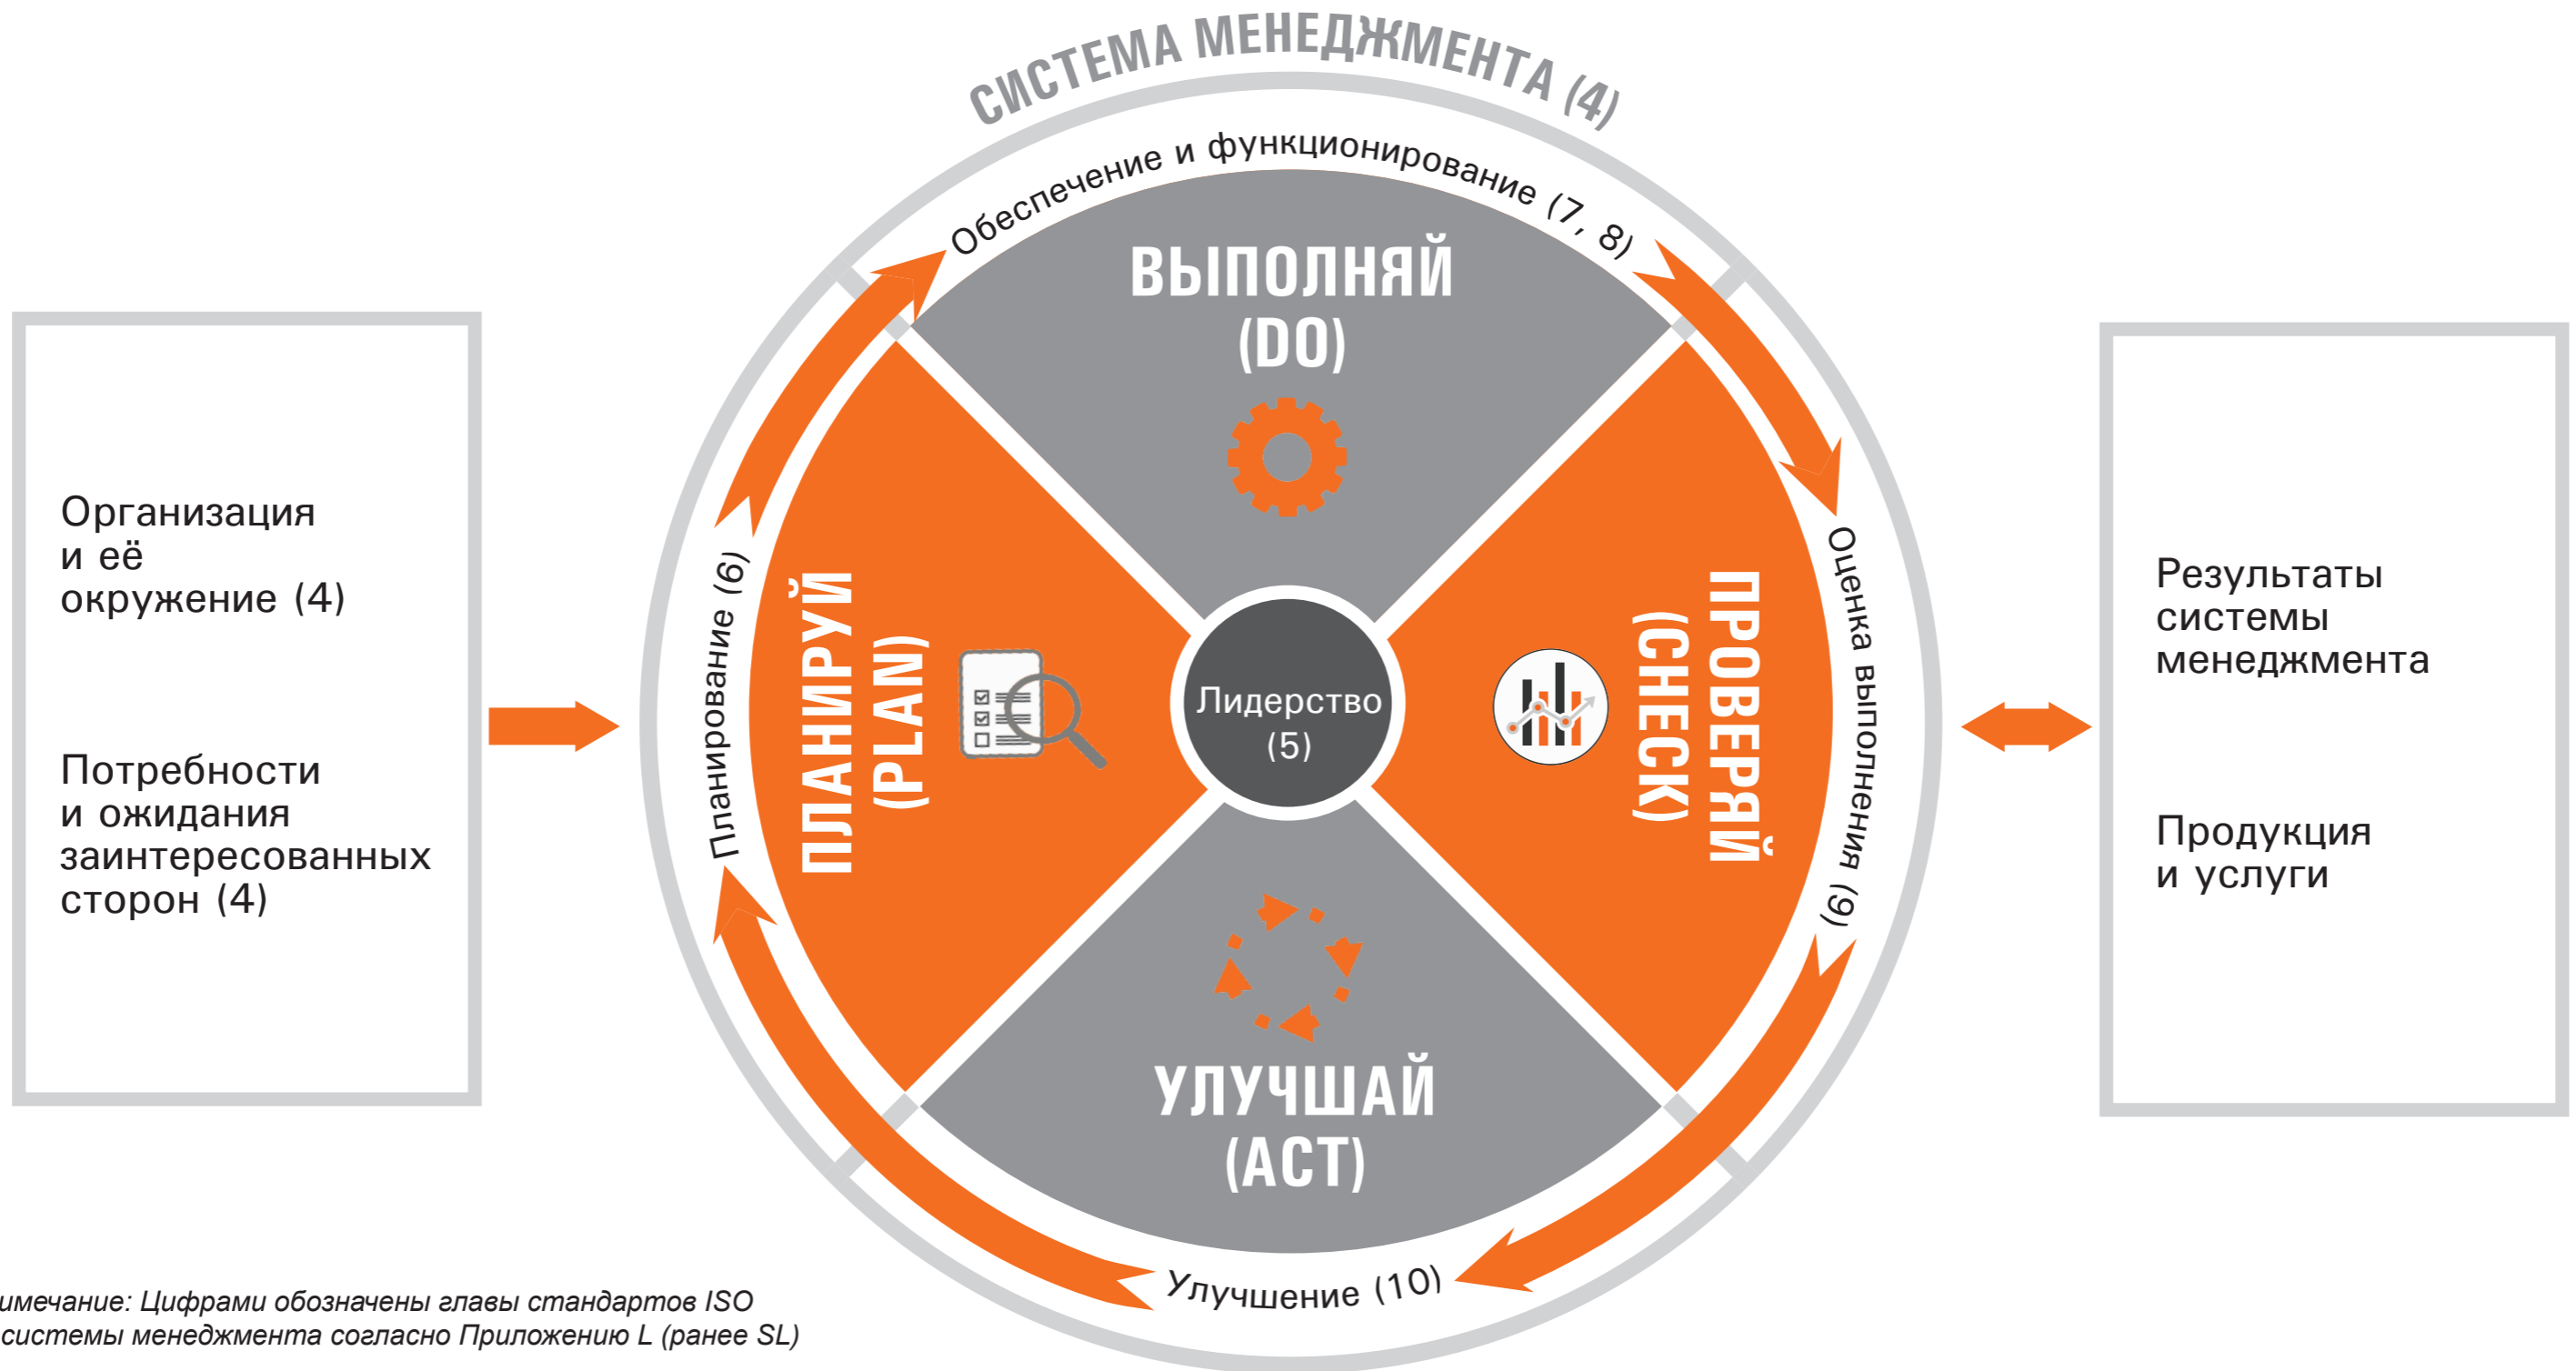 СИСТЕМА МЕНЕДЖМЕНТА (4)
Обеспечение и функционирование (7, 8)
ВЫПОЛНЯЙ
(DO)
Организация
и её
окружение (4)
Потребности
и ожидания
заинтересованных
сторон (4)
Планирование (6)
ПЛАНИРУЙ
(PLAN)
Лидерство
(5)
ПРОВЕРЯЙ
(CHECK)
Оценка выполнения (9)
Результаты
системы
менеджмента
Продукция
и услуги
УЛУЧШАЙ
(ACT)
Улучшение (10)
имечание: Цифрами обозначены главы стандартов ISO
системы менеджмента согласно Приложению L (ранее SL)